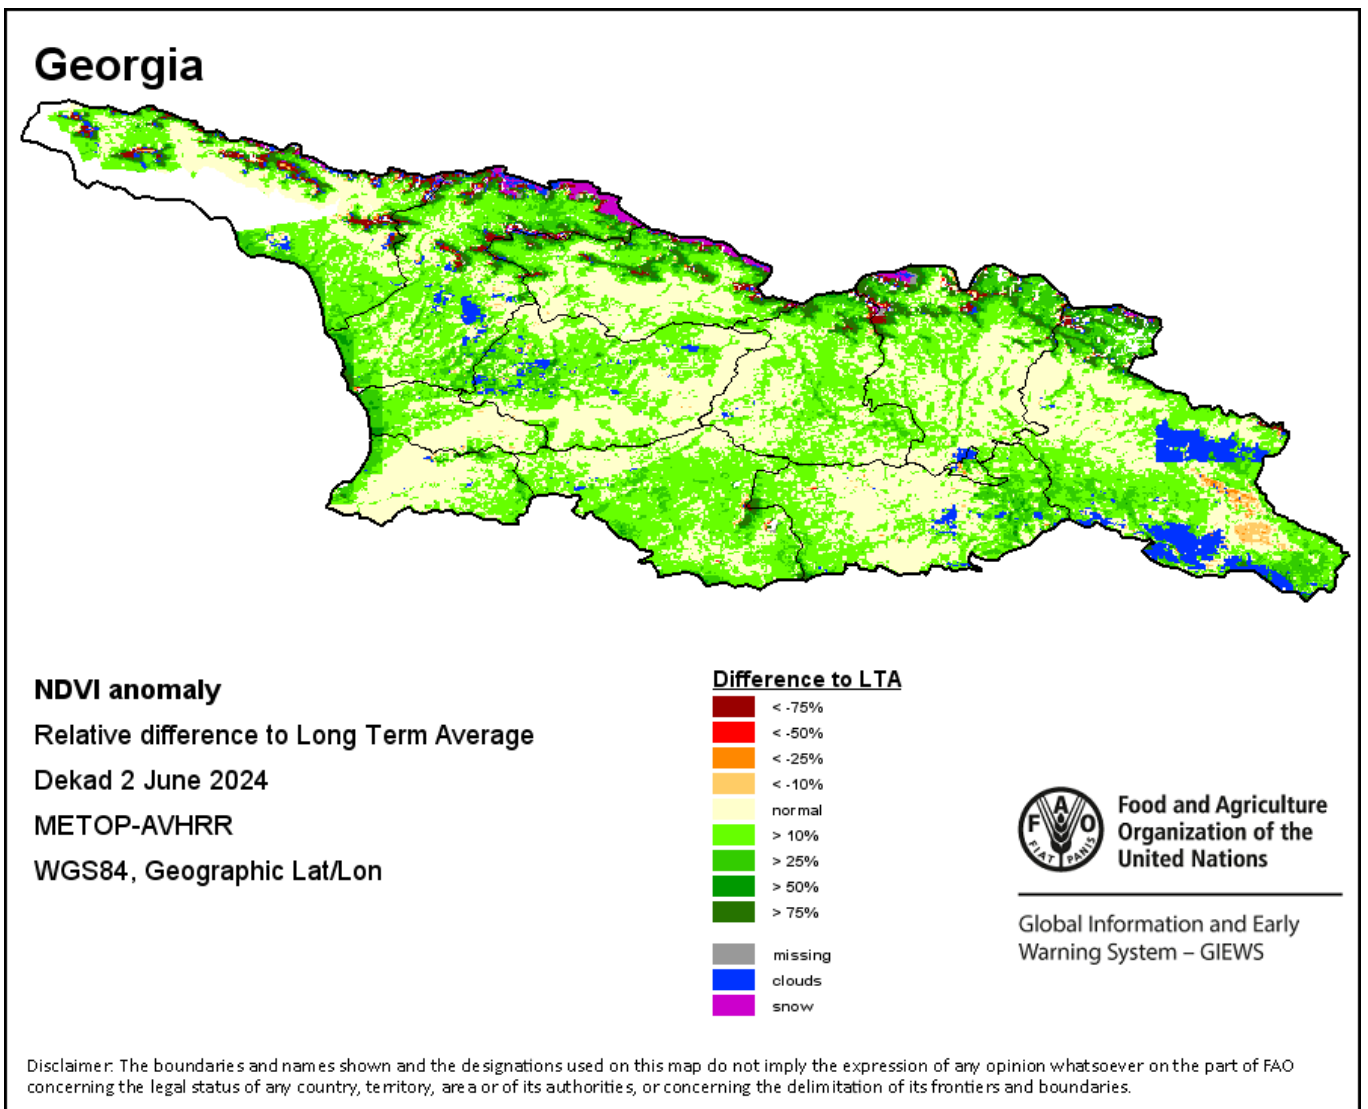 Georgia
NDVI anomaly
Relative difference to Long Term Average
Dekad 2 June 2024
METOP-AVHRR
WGS84, Geographic Lat/Lon
Difference to LTA
< -75%
< -50%
< -25%
< -10%
normal
> 10%
> 25%
> 50%
> 75%
missing
clouds
snow
F A O
FIAT PANIS
Food and Agriculture
Organization of the
United Nations
Global Information and Early
Warning System – GIEWS
Disclaimer: The boundaries and names shown and the designations used on this map do not imply the expression of any opinion whatsoever on the part of FAO
concerning the legal status of any country, territory, area or of its authorities, or concerning the delimitation of its frontiers and boundaries.